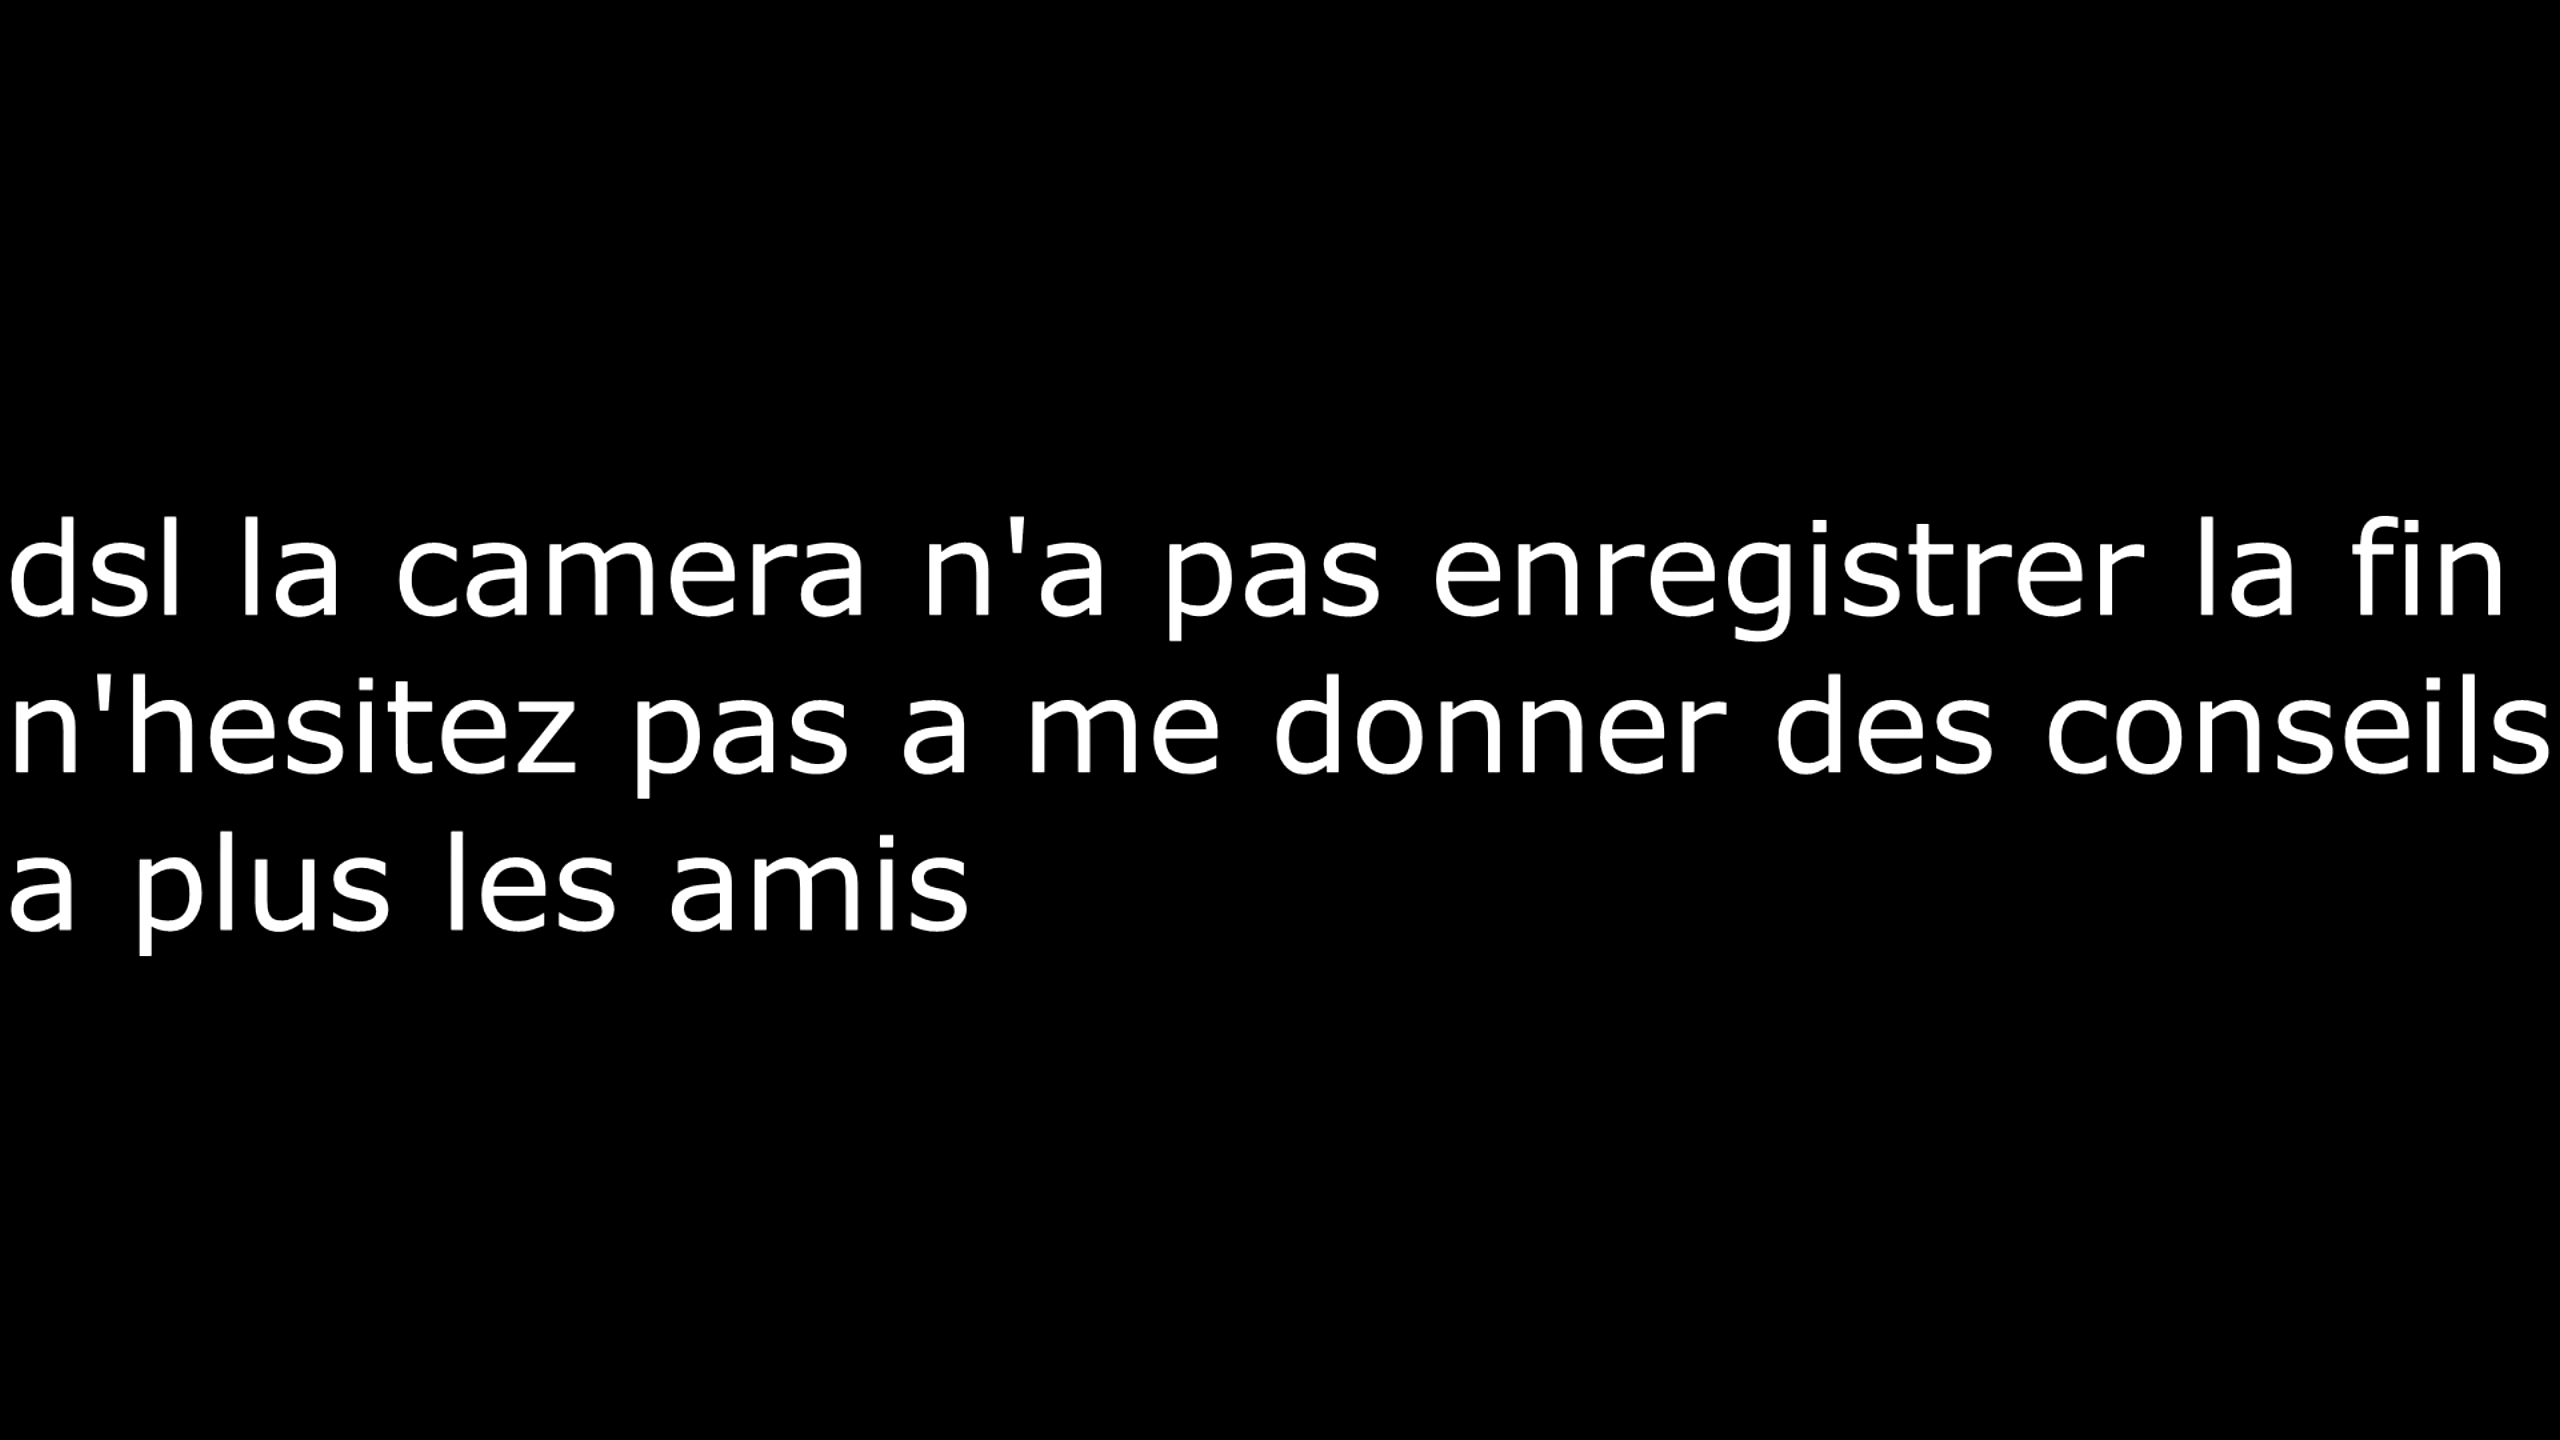 dsl la camera n'a pas enregistrer la fin
n'hesitez pas a me donner des conseils
a plus les amis